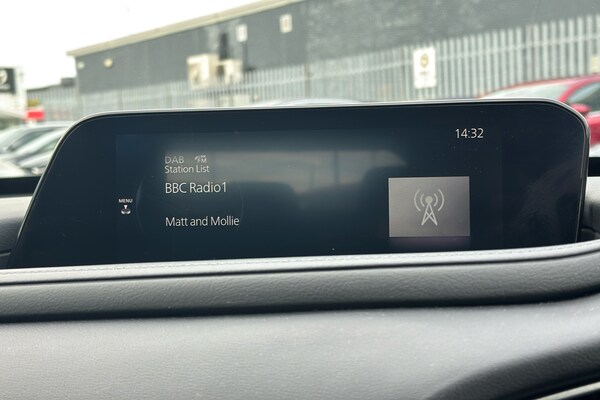 14:32
DAB
Station List
BBC Radio1
MENU
Matt and Mollie